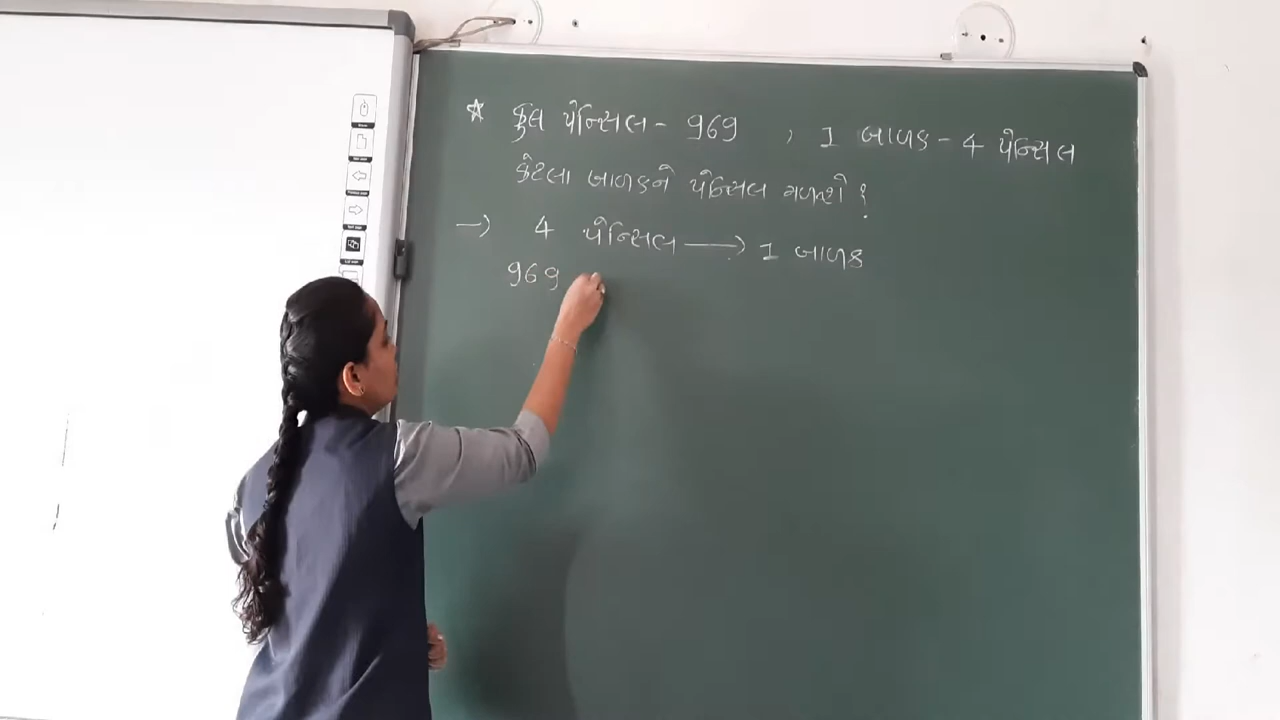 ☆ કુલ પેન્સિલ - 969 , 1 બાળક - 4 પેન્સિલ
કેટલા બાળકને પેન્સિલ મળશે ?
→ 4 પેન્સિલ → 1 બાળક
969